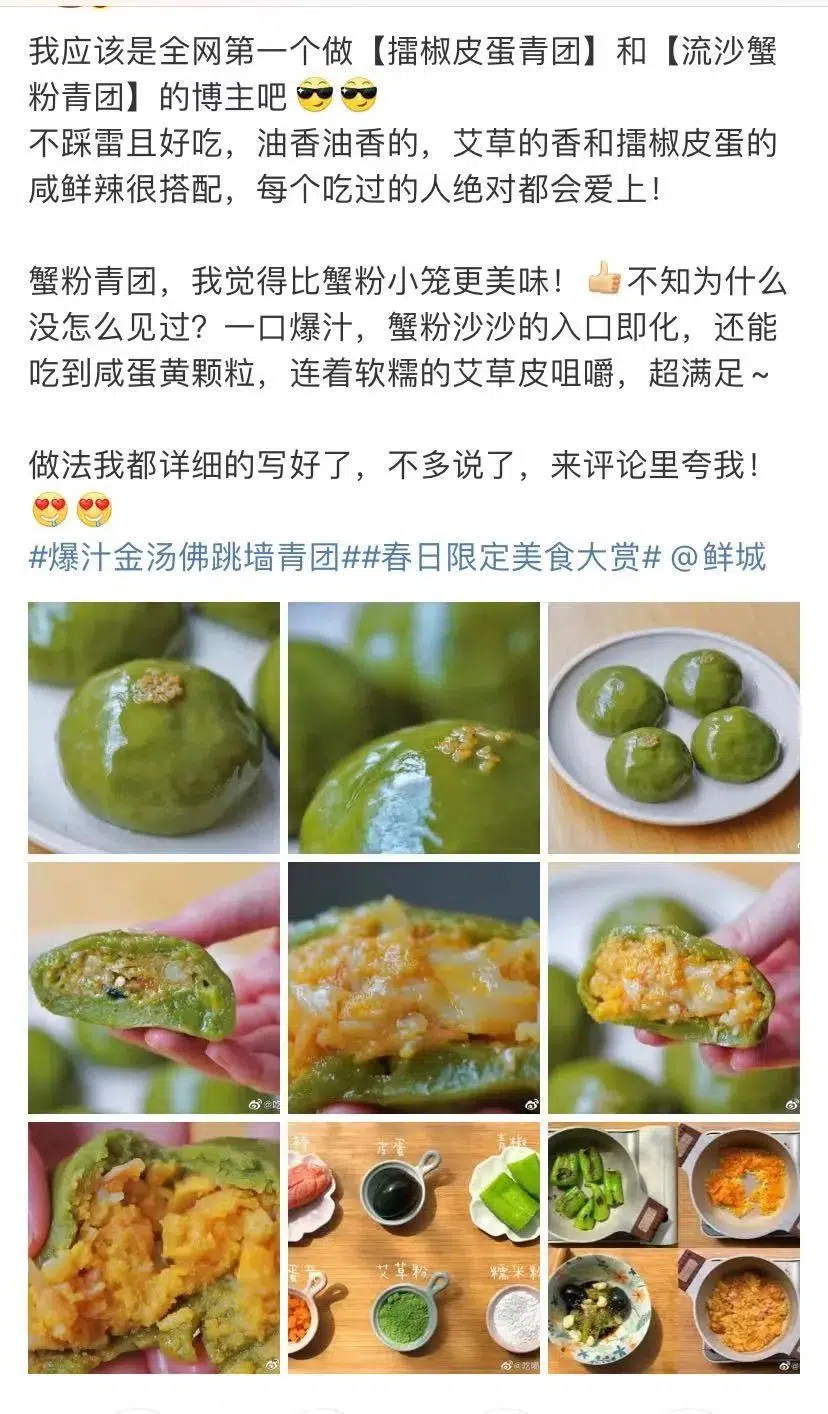 我应该是全网第一个做【擂椒皮蛋青团】和【流沙蟹
粉青团】的博主吧😎😎
不踩雷且好吃，油香油香的，艾草的香和擂椒皮蛋的
咸鲜辣很搭配，每个吃过的人绝对都会爱上！
蟹粉青团，我觉得比蟹粉小笼更美味！👍不知为什么
没怎么见过？一口爆汁，蟹粉沙沙的入口即化，还能
吃到咸蛋黄颗粒，连着软糯的艾草皮咀嚼，超满足~
做法我都详细的写好了，不多说了，来评论里夸我！
😍😍
#爆汁金汤佛跳墙青团##春日限定美食大赏# @鲜城
皮蛋
青椒
艾草粉
糯米粉